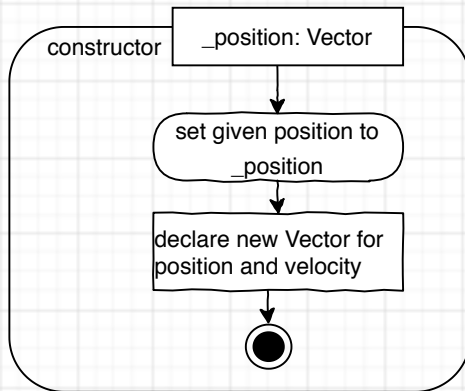 constructor
_position: Vector
set given position to
_position
declare new Vector for
position and velocity